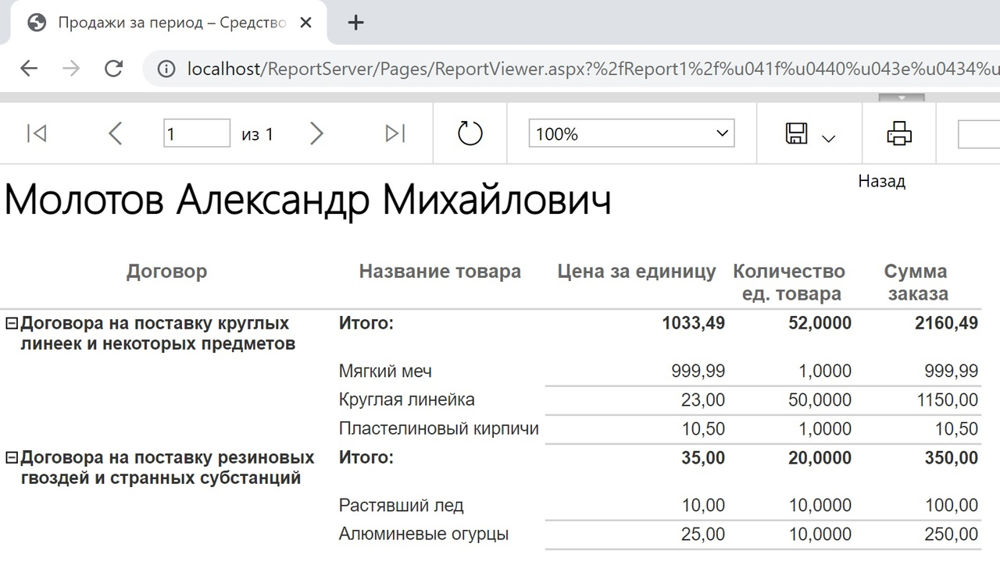 Продажи за период – Средство
localhost/ReportServer/Pages/ReportViewer.aspx?%2fReport1%2f%u041f%u0440%u043e%u0434%u
1 из 1 100%
Назад
Молотов Александр Михайлович
Договор Название товара Цена за единицу Количество ед. товара Сумма заказа
Договора на поставку круглых Итого: 1033,49 52,0000 2160,49
линеек и некоторых предметов
Мягкий меч 999,99 1,0000 999,99
Круглая линейка 23,00 50,0000 1150,00
Пластелиновый кирпичи 10,50 1,0000 10,50
Договора на поставку резиновых Итого: 35,00 20,0000 350,00
гвоздей и странных субстанций
Растявший лед 10,00 10,0000 100,00
Алюминевые огурцы 25,00 10,0000 250,00